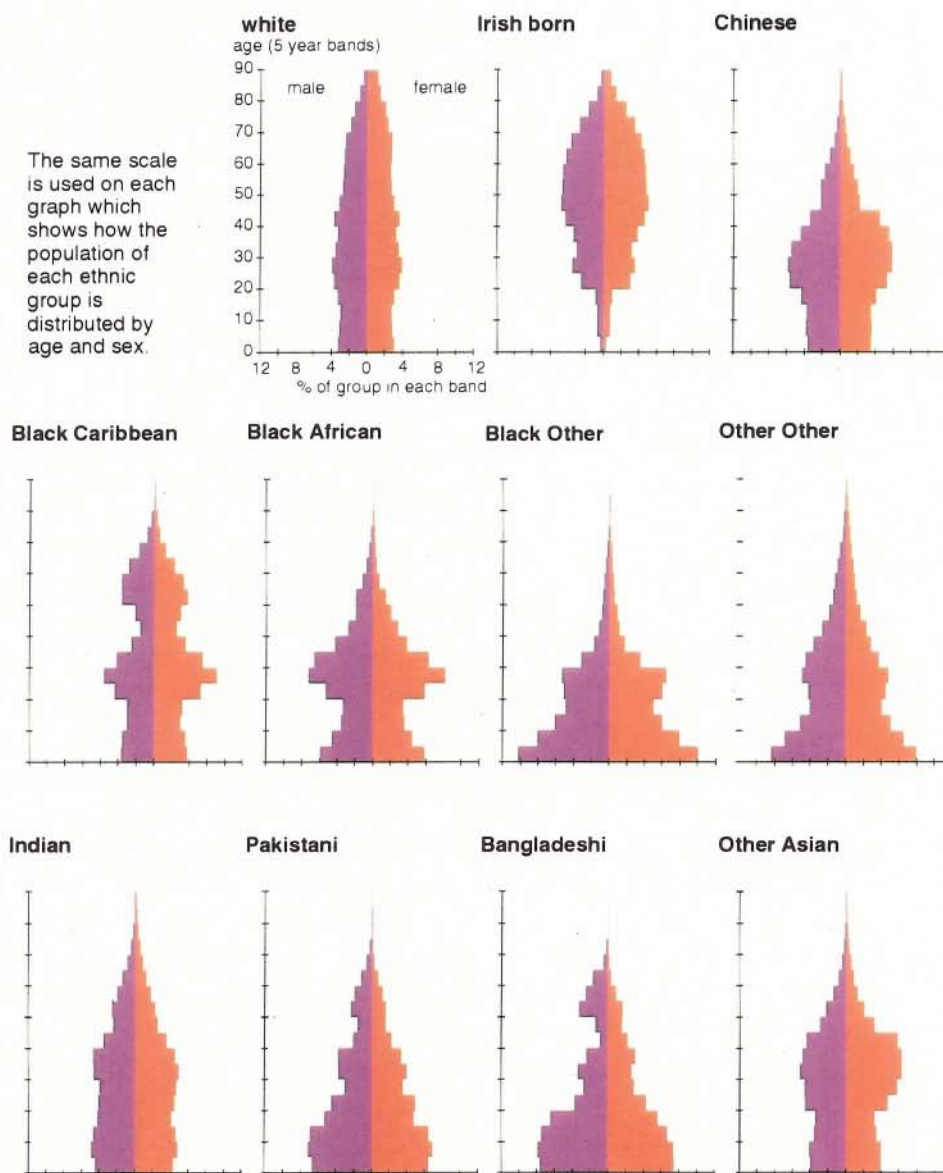 white
age (5 year bands)
Irish born
Chinese
90
80
70
60
50
40
30
20
10
0
male
female
12 8 4 0 4 8 12
% of group in each band
The same scale
is used on each
graph which
shows how the
population of
each ethnic
group is
distributed by
age and sex.
Black Caribbean
Black African
Black Other
Other Other
Indian
Pakistani
Bangladeshi
Other Asian